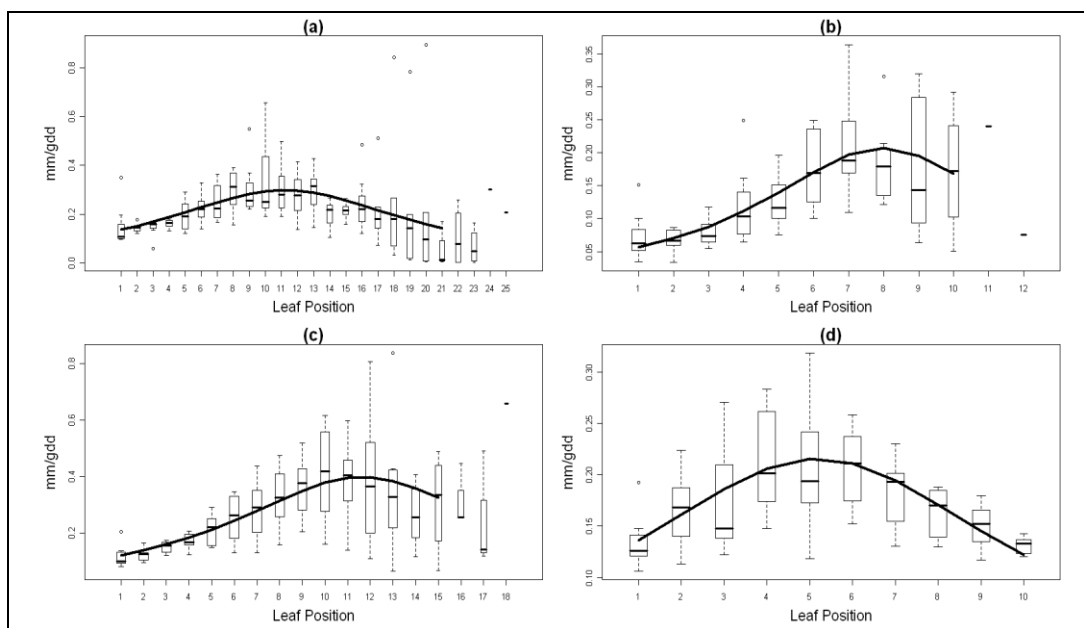 (a)
mm/gdd
0.8
0.6
0.4
0.2
0.0
1 2 3 4 5 6 7 8 9 10 11 12 13 14 15 16 17 18 19 20 21 22 23 24 25
Leaf Position
(b)
mm/gdd
0.35
0.30
0.25
0.20
0.15
0.10
0.05
1 2 3 4 5 6 7 8 9 10 11 12
Leaf Position
(c)
mm/gdd
0.8
0.6
0.4
0.2
1 2 3 4 5 6 7 8 9 10 11 12 13 14 15 16 17 18
Leaf Position
(d)
mm/gdd
0.30
0.25
0.20
0.15
0.10
1 2 3 4 5 6 7 8 9 10
Leaf Position